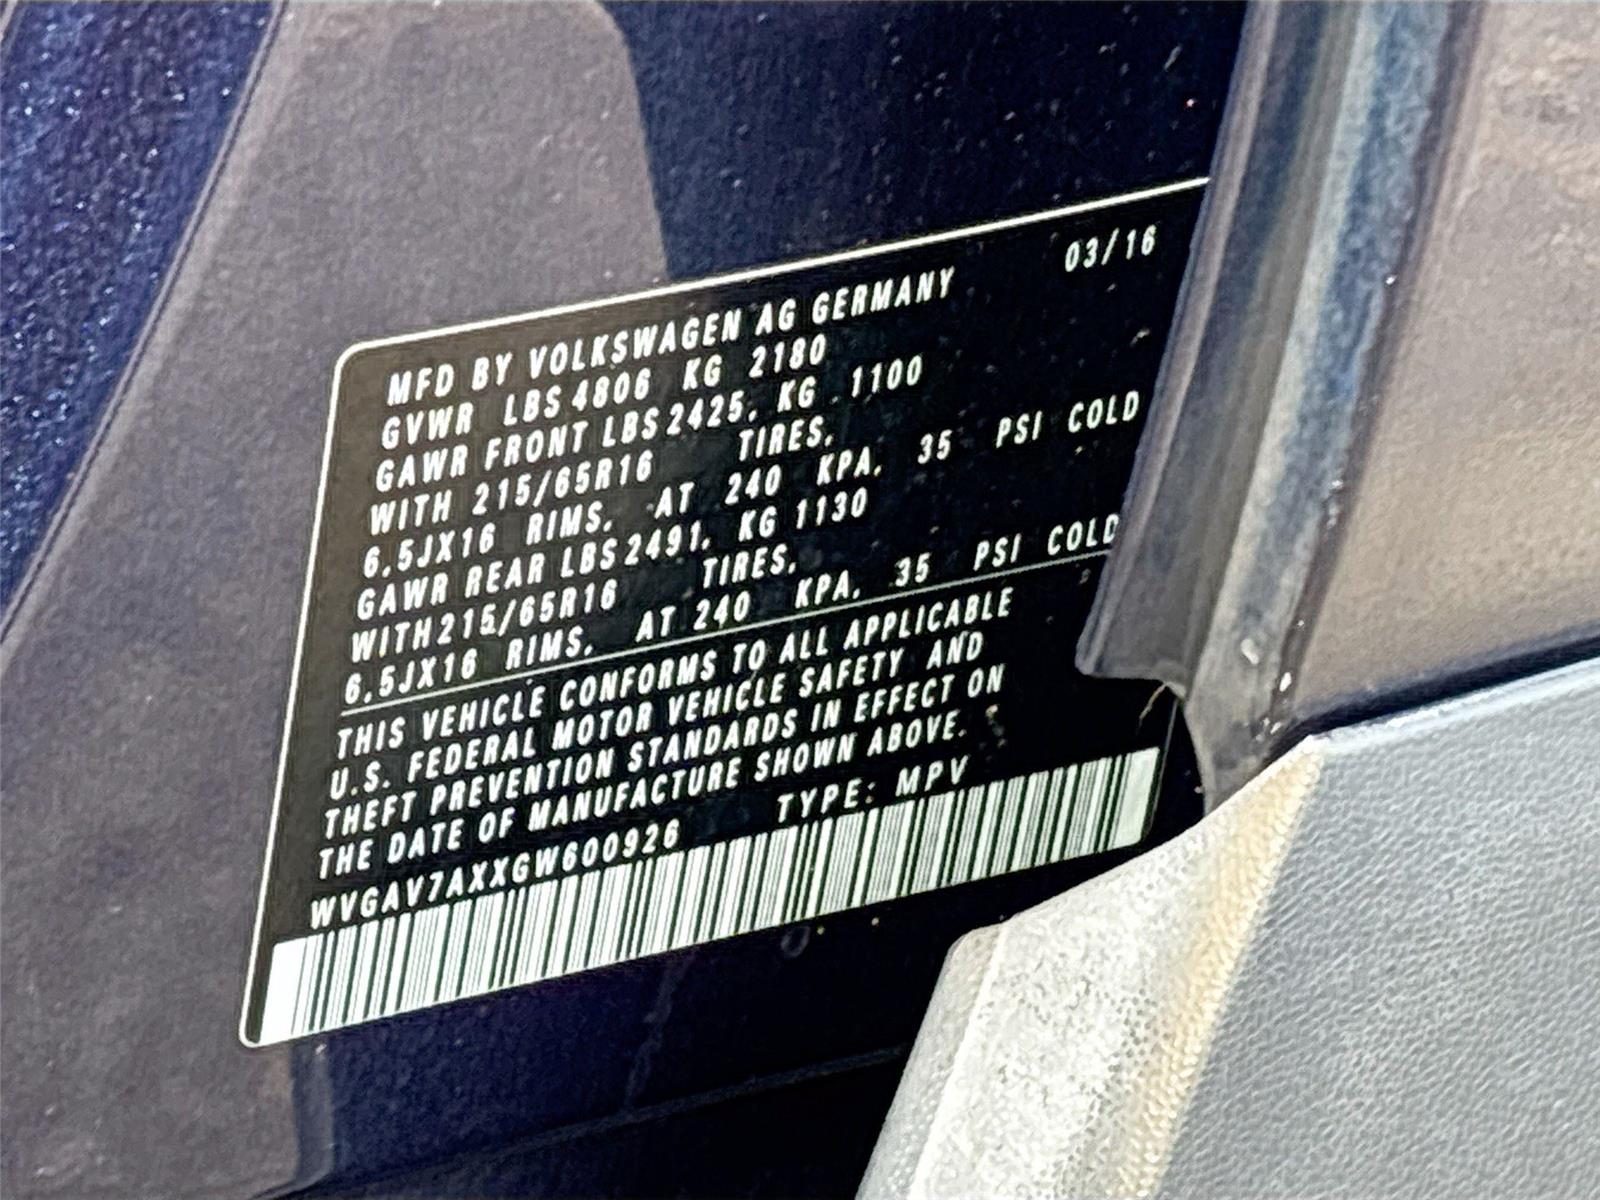 03/16
MFD BY VOLKSWAGEN AG GERMANY
GVWR LBS 4806 KG 2180
GAWR FRONT LBS 2425. KG 1100
WITH 215/65R16 TIRES.
6.5JX16 RIMS. AT 240 KPA. 35 PSI COLD
GAWR REAR LBS 2491. KG 1130
WITH 215/65R16 TIRES.
6.5JX16 RIMS. AT 240 KPA. 35 PSI COLD
THIS VEHICLE CONFORMS TO ALL APPLICABLE
U.S. FEDERAL MOTOR VEHICLE SAFETY AND
THEFT PREVENTION STANDARDS IN EFFECT ON
THE DATE OF MANUFACTURE SHOWN ABOVE.
WVGAV7AXXGW600926 TYPE: MPV